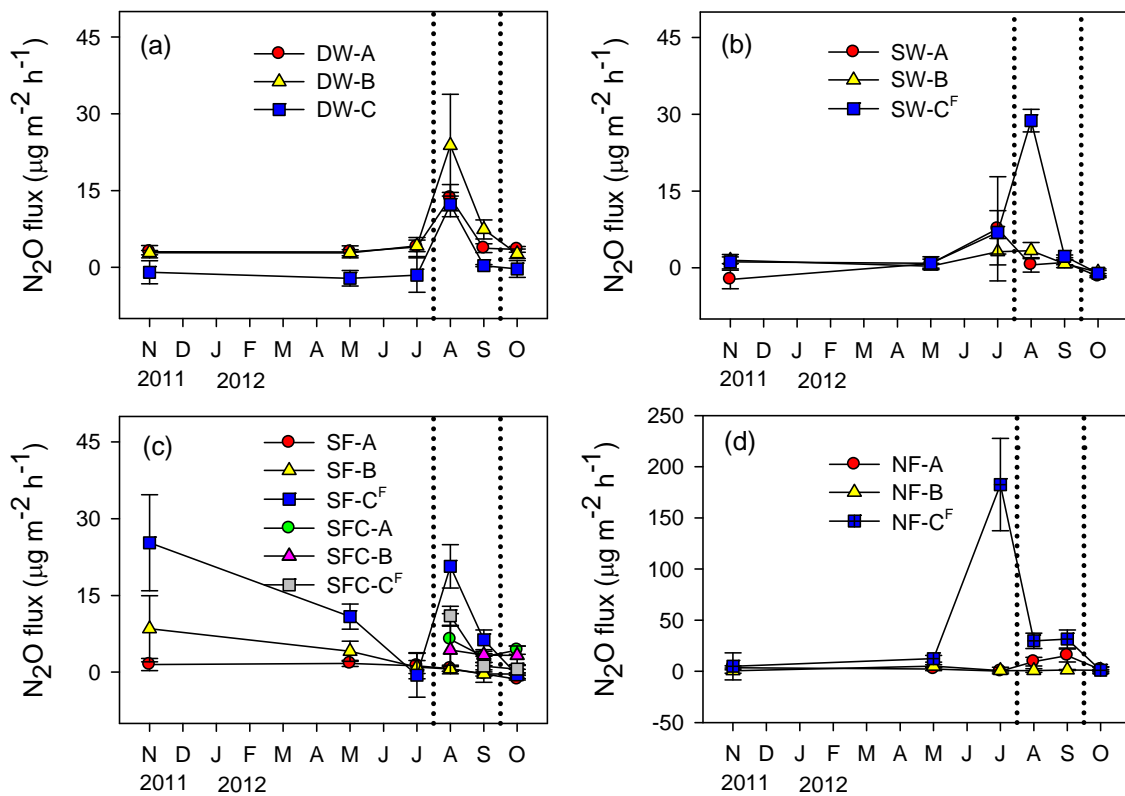 (a)
DW-A
DW-B
DW-C
N₂O flux (µg m⁻² h⁻¹)
45
30
15
0
N D J F M A M J J A S O
2011 2012
(b)
SW-A
SW-B
SW-Cᶠ
N₂O flux (µg m⁻² h⁻¹)
45
30
15
0
N D J F M A M J J A S O
2011 2012
(c)
SF-A
SF-B
SF-Cᶠ
SFC-A
SFC-B
SFC-Cᶠ
N₂O flux (µg m⁻² h⁻¹)
45
30
15
0
N D J F M A M J J A S O
2011 2012
(d)
NF-A
NF-B
NF-Cᶠ
N₂O flux (µg m⁻² h⁻¹)
250
200
150
100
50
0
-50
N D J F M A M J J A S O
2011 2012